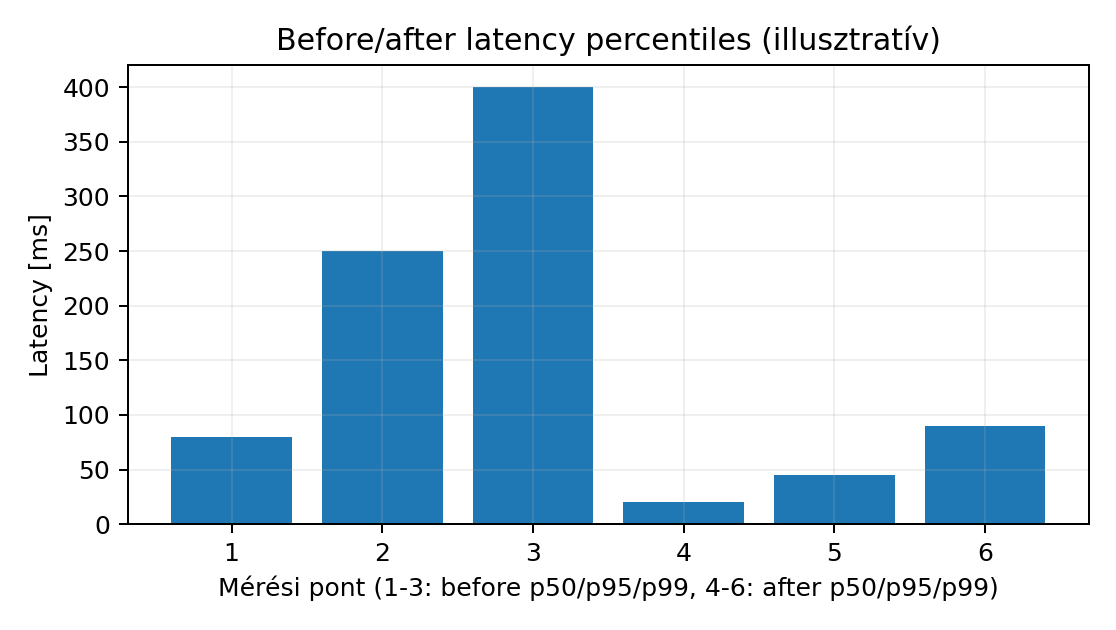 Before/after latency percentiles (illusztratív)
Latency [ms]
400
350
300
250
200
150
100
50
0
1 2 3 4 5 6
Mérési pont (1-3: before p50/p95/p99, 4-6: after p50/p95/p99)